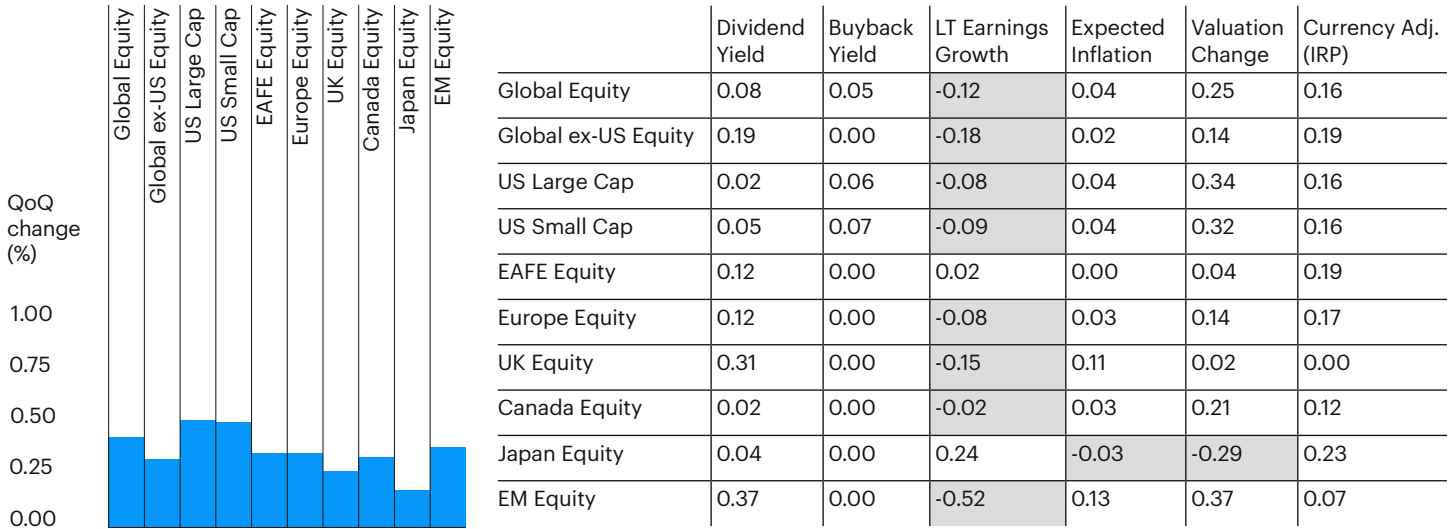 Global Equity
Global ex-US Equity
US Large Cap
US Small Cap
EAFE Equity
Europe Equity
UK Equity
Canada Equity
Japan Equity
EM Equity
QoQ
change
(%)
1.00
0.75
0.50
0.25
0.00
Dividend Yield Buyback Yield LT Earnings Growth Expected Inflation Valuation Change Currency Adj. (IRP)
Global Equity 0.08 0.05 -0.12 0.04 0.25 0.16
Global ex-US Equity 0.19 0.00 -0.18 0.02 0.14 0.19
US Large Cap 0.02 0.06 -0.08 0.04 0.34 0.16
US Small Cap 0.05 0.07 -0.09 0.04 0.32 0.16
EAFE Equity 0.12 0.00 0.02 0.00 0.04 0.19
Europe Equity 0.12 0.00 -0.08 0.03 0.14 0.17
UK Equity 0.31 0.00 -0.15 0.11 0.02 0.00
Canada Equity 0.02 0.00 -0.02 0.03 0.21 0.12
Japan Equity 0.04 0.00 0.24 -0.03 -0.29 0.23
EM Equity 0.37 0.00 -0.52 0.13 0.37 0.07